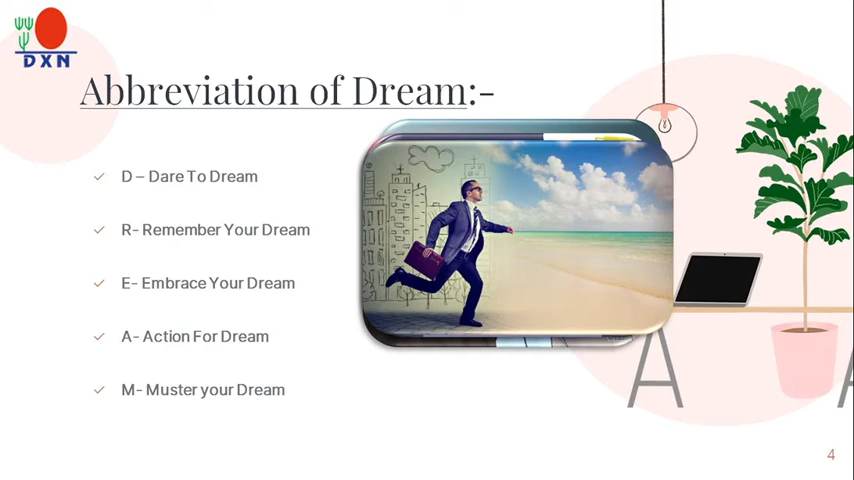 DXN
Abbreviation of Dream:-
D – Dare To Dream
R- Remember Your Dream
E- Embrace Your Dream
A- Action For Dream
M- Muster your Dream
4